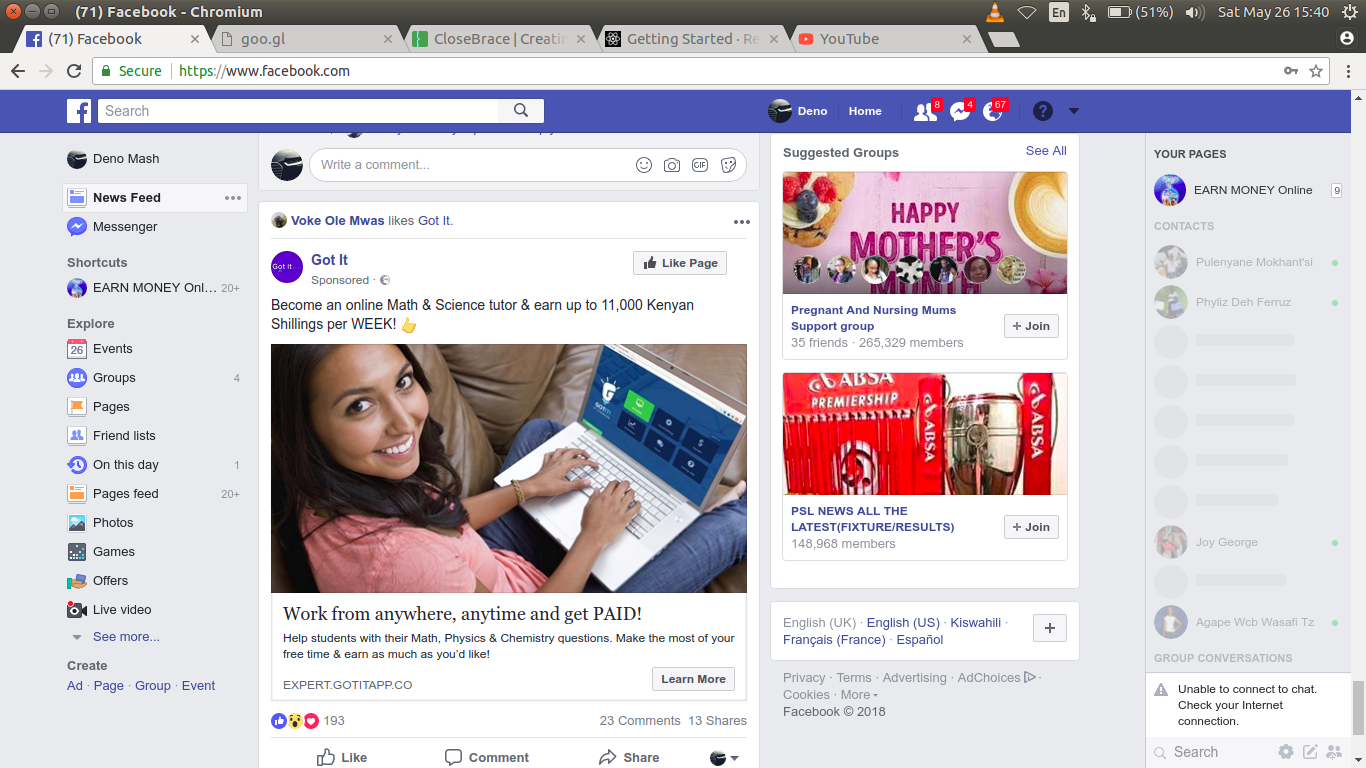 (71) Facebook - Chromium
En
(51%)
Sat May 26 15:40
(71) Facebook
goo.gl
CloseBrace | Creatin
Getting Started · Re
YouTube
Secure
https://www.facebook.com
Search
Deno
Home
8
4
67
Deno Mash
News Feed
Messenger
Shortcuts
EARN MONEY Onl... 20+
Explore
26 Events
Groups 4
Pages
Friend lists
On this day 1
Pages feed 20+
Photos
Games
Offers
Live video
See more...
Create
Ad · Page · Group · Event
Write a comment...
GIF
Voke Ole Mwas likes Got It.
Got It.
Got It
Sponsored ·
Like Page
Become an online Math & Science tutor & earn up to 11,000 Kenyan
Shillings per WEEK!
Work from anywhere, anytime and get PAID!
Help students with their Math, Physics & Chemistry questions. Make the most of your
free time & earn as much as you'd like!
EXPERT.GOTITAPP.CO
Learn More
193
23 Comments 13 Shares
Like
Comment
Share
Suggested Groups
See All
HAPPY
MOTHER'S
MONTH
Pregnant And Nursing Mums
Support group
35 friends · 265,329 members
+ Join
ABSA
PREMIERSHIP
ABSA
ABSA
PSL NEWS ALL THE
LATEST(FIXTURE/RESULTS)
148,968 members
+ Join
English (UK) · English (US) · Kiswahili ·
Français (France) · Español
+
Privacy · Terms · Advertising · AdChoices ·
Cookies · More
Facebook © 2018
YOUR PAGES
EARN MONEY Online 9
CONTACTS
Pulenyane Mokhant'si
Phyliz Deh Ferruz
Joy George
Agape Wcb Wasafi Tz
GROUP CONVERSATIONS
Unable to connect to chat.
Check your Internet
connection.
Search